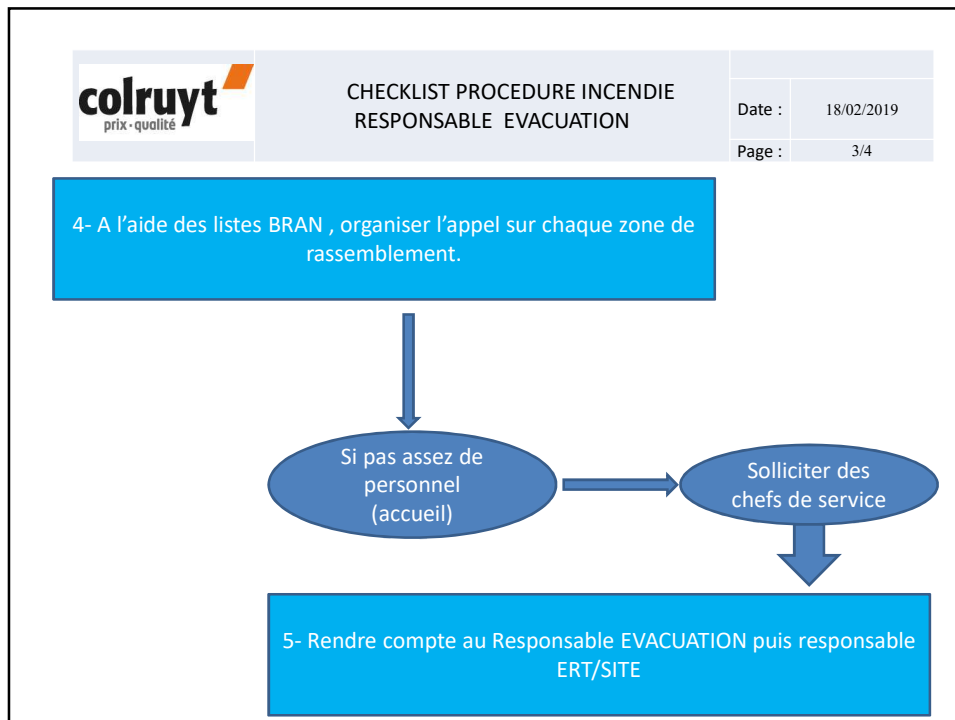 colruyt
prix·qualité
CHECKLIST PROCEDURE INCENDIE
RESPONSABLE EVACUATION
Date : 18/02/2019
Page : 3/4
4- A l’aide des listes BRAN , organiser l’appel sur chaque zone de
rassemblement.
Si pas assez de
personnel
(accueil)
Solliciter des
chefs de service
5- Rendre compte au Responsable EVACUATION puis responsable
ERT/SITE